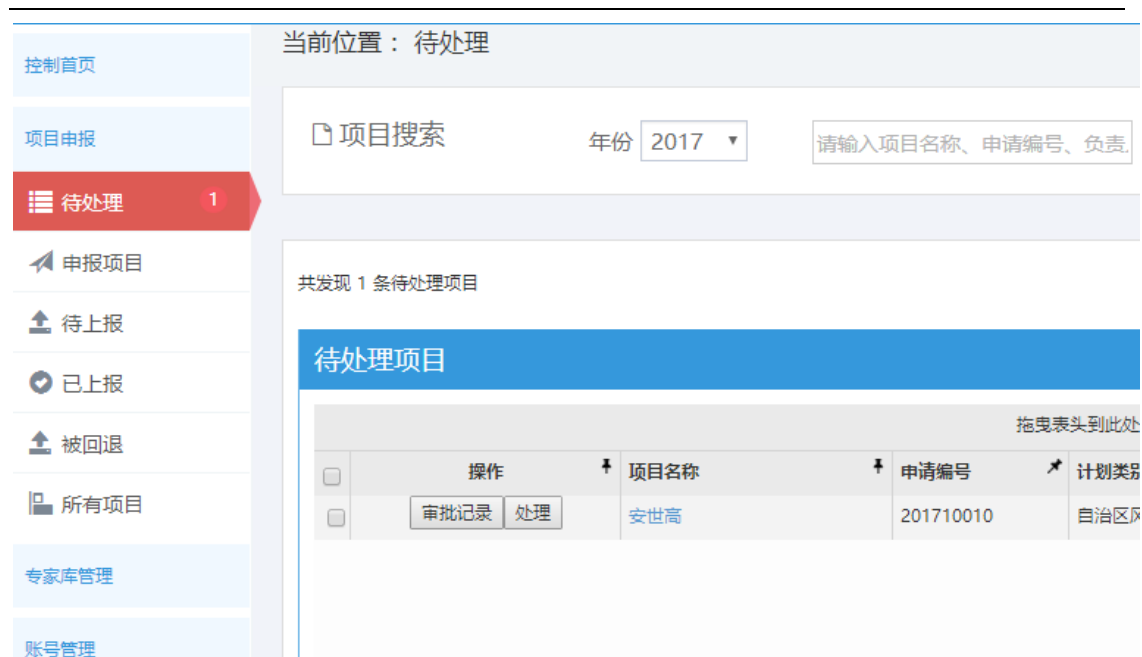 当前位置： 待处理
控制首页
项目申报
待处理 1
申报项目
待上报
已上报
被回退
所有项目
专家库管理
账号管理
项目搜索 年份 2017 请输入项目名称、申请编号、负责
共发现 1 条待处理项目
待处理项目
拖曳表头到此处
操作 项目名称 申请编号 计划类别
审批记录 处理 安世高 201710010 自治区